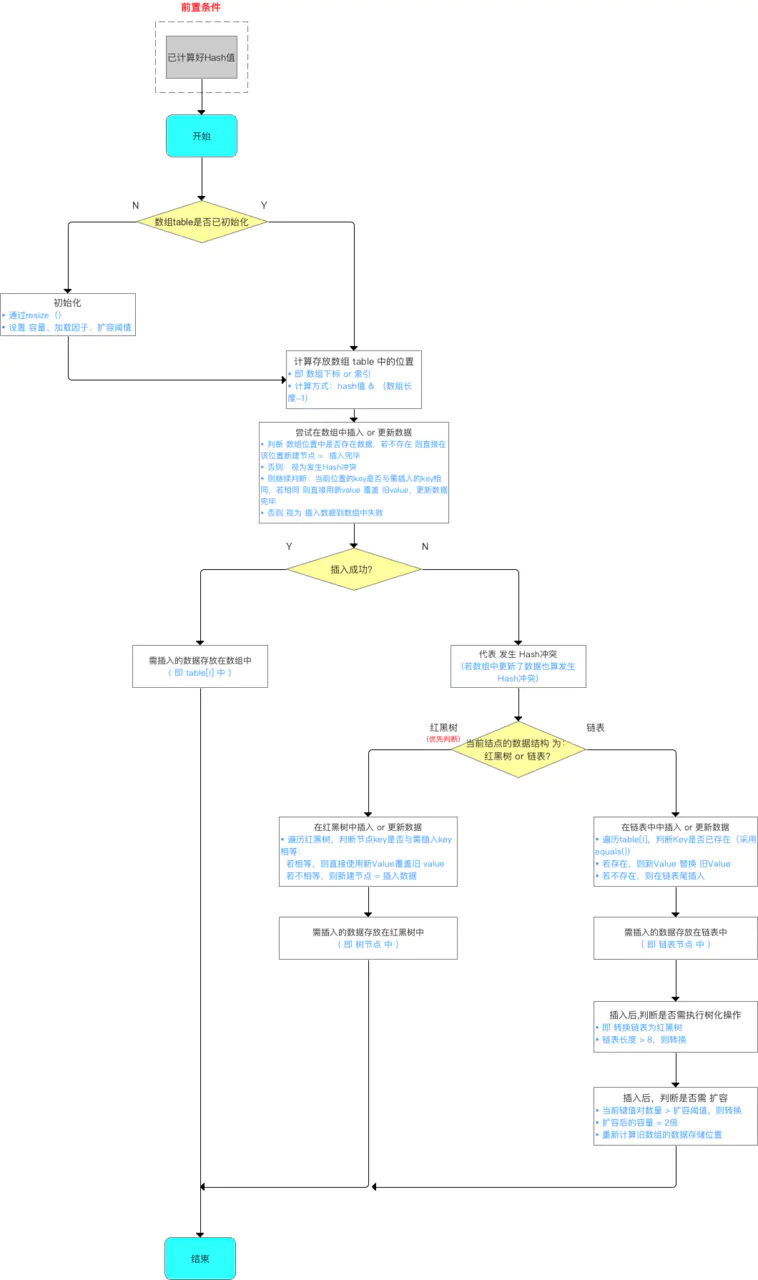 前置条件
已计算好Hash值
开始
N
Y
数组table是否已初始化
初始化
• 通过resize（）
• 设置 容量、加载因子、扩容阈值
计算存放数组 table 中的位置
• 即 数组下标 or 索引
• 计算方式：hash值 &（数组长
度-1）
尝试在数组中插入 or 更新数据
• 判断 数组位置中是否存在数据，若不存在 则直接在
该位置新建节点 = 插入完毕
• 否则：视为发生Hash冲突
• 则继续判断：当前位置的key是否与需插入的key相
同，若相同 则直接用新value 覆盖 旧value，更新数据
完毕
• 否则 视为 插入数据到数组中失败
Y
N
插入成功？
需插入的数据存放在数组中
（ 即 table[i] 中 ）
代表 发生 Hash冲突
(若数组中更新了数据也算发生
Hash冲突)
红黑树
(优先判断)
链表
当前结点的数据结构 为：
红黑树 or 链表？
在红黑树中插入 or 更新数据
• 遍历红黑树，判断节点key是否与需插入key
相等：
若相等，则直接使用新Value覆盖旧 value
若不相等，则新建节点 = 插入数据
在链表中中插入 or 更新数据
• 遍历table[i]，判断Key是否已存在（采用
equals()）
• 若存在，则新Value 替换 旧Value
• 若不存在，则在链表尾插入
需插入的数据存放在红黑树中
（ 即 树节点 中 ）
需插入的数据存放在链表中
（ 即 链表节点 中 ）
插入后,判断是否需执行树化操作
• 即 转换链表为红黑树
• 链表长度 > 8，则转换
插入后，判断是否需 扩容
• 当前键值对数量 > 扩容阈值，则转换
• 扩容后的容量 = 2倍
• 重新计算旧数组的数据存储位置
结束